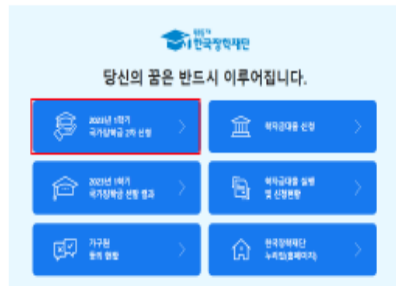 한국장학재단
당신의 꿈은 반드시 이루어집니다.
2023년 1학기
국가장학금 2차 신청
학자금대출 신청
2023년 1학기
국가장학금 선발 결과
학자금대출 실행
및 신청현황
가구원
동의 현황
한국장학재단
누리집(홈페이지)